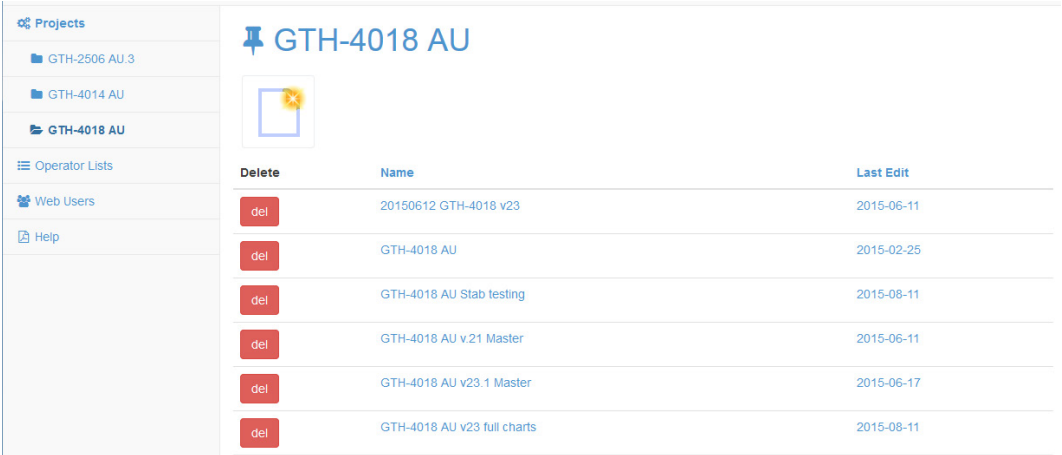 Projects
GTH-2506 AU.3
GTH-4014 AU
GTH-4018 AU
Operator Lists
Web Users
Help
GTH-4018 AU
Delete Name Last Edit
del 20150612 GTH-4018 v23 2015-06-11
del GTH-4018 AU 2015-02-25
del GTH-4018 AU Stab testing 2015-08-11
del GTH-4018 AU v.21 Master 2015-06-11
del GTH-4018 AU v23.1 Master 2015-06-17
del GTH-4018 AU v23 full charts 2015-08-11